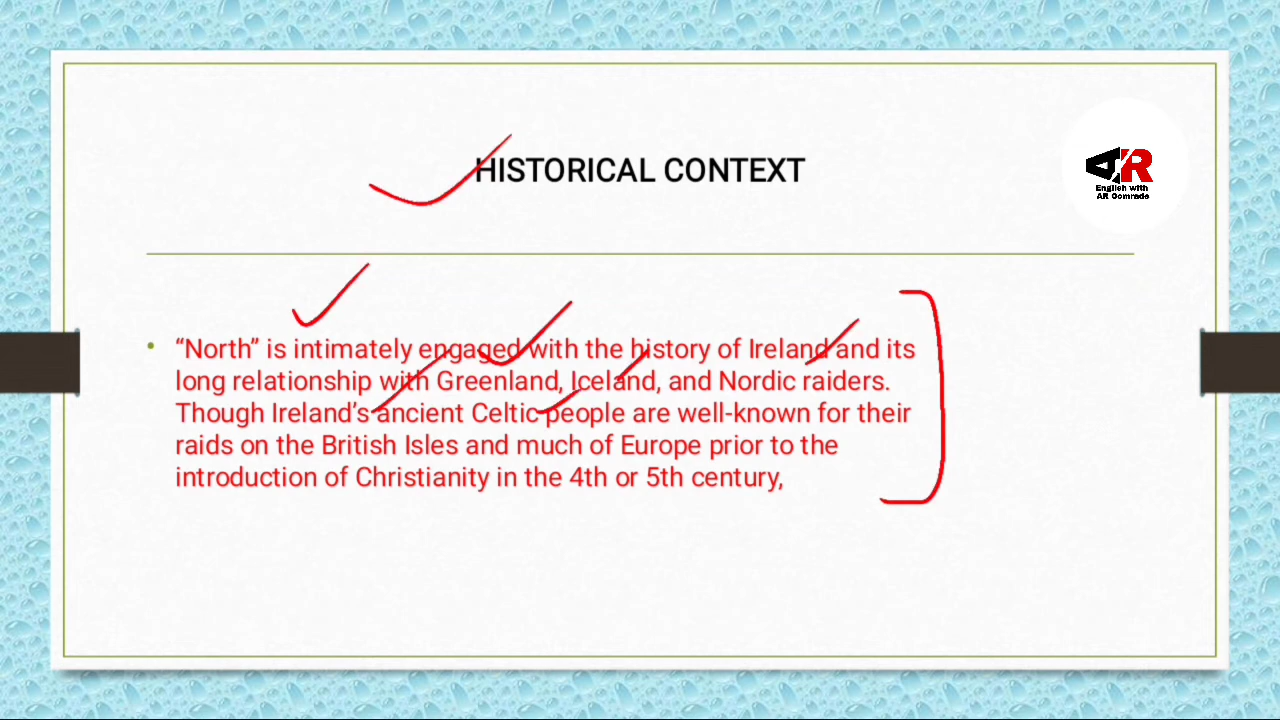 HISTORICAL CONTEXT
English with
AR Comrade
“North” is intimately engaged with the history of Ireland and its
long relationship with Greenland, Iceland, and Nordic raiders.
Though Ireland’s ancient Celtic people are well-known for their
raids on the British Isles and much of Europe prior to the
introduction of Christianity in the 4th or 5th century,